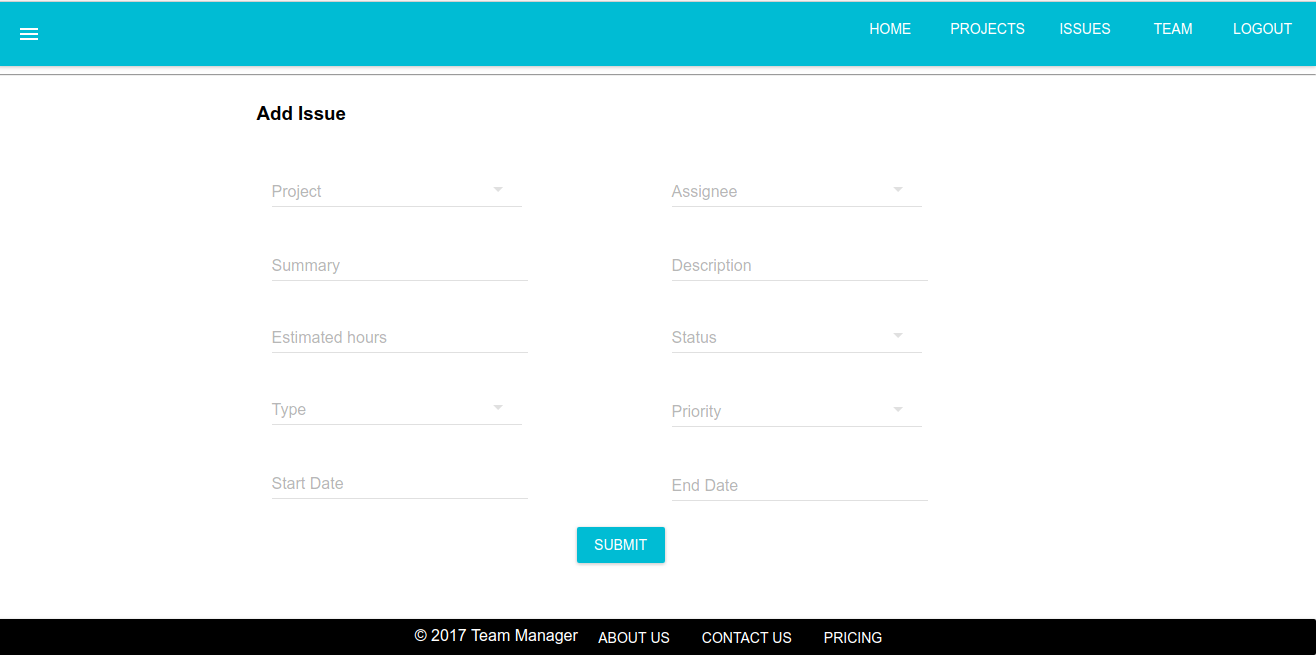 HOME PROJECTS ISSUES TEAM LOGOUT
Add Issue
Project Assignee
Summary Description
Estimated hours Status
Type Priority
Start Date End Date
SUBMIT
© 2017 Team Manager ABOUT US CONTACT US PRICING